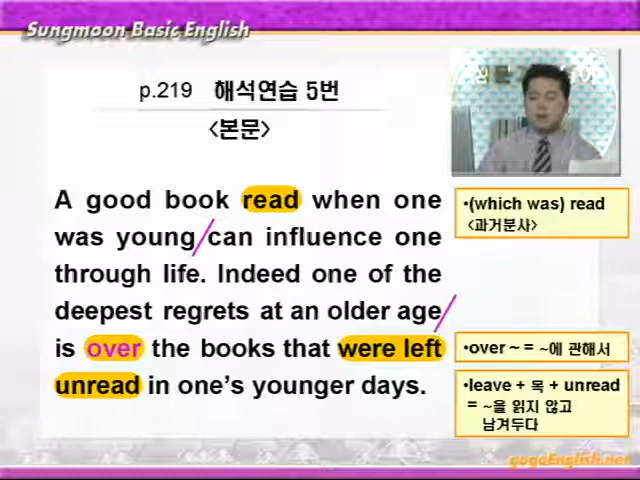 Sungmoon Basic English
p.219 해석연습 5번
<본문>
A good book read when one
was young can influence one
through life. Indeed one of the
deepest regrets at an older age
is over the books that were left
unread in one's younger days.
•(which was) read
<과거분사>
•over ~ = ~에 관해서
•leave + 목 + unread
= ~을 읽지 않고
남겨두다
gogoEnglish.net